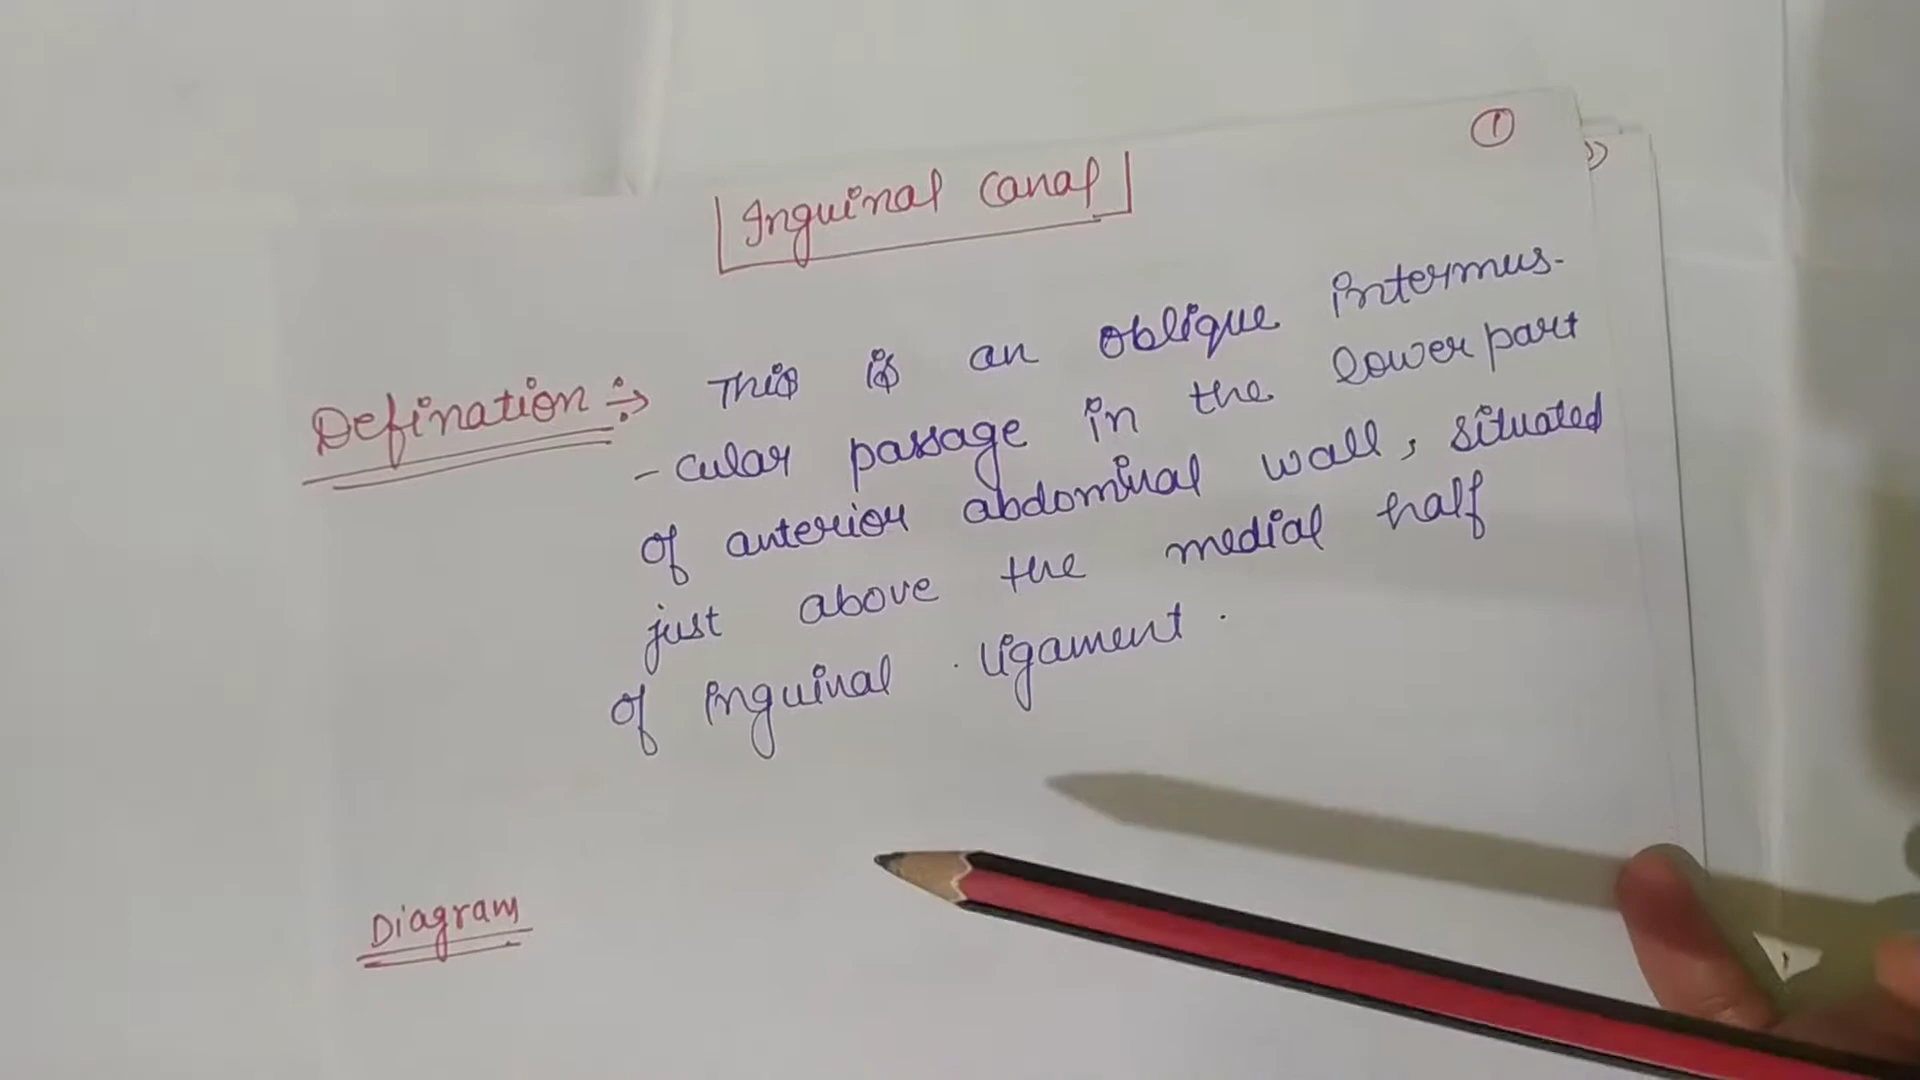 ①
Inguinal Canal
Defination :→ This is an oblique intermus-
-cular passage in the lower part
of anterior abdominal wall, situated
just above the medial half
of inguinal ligament.
Diagram